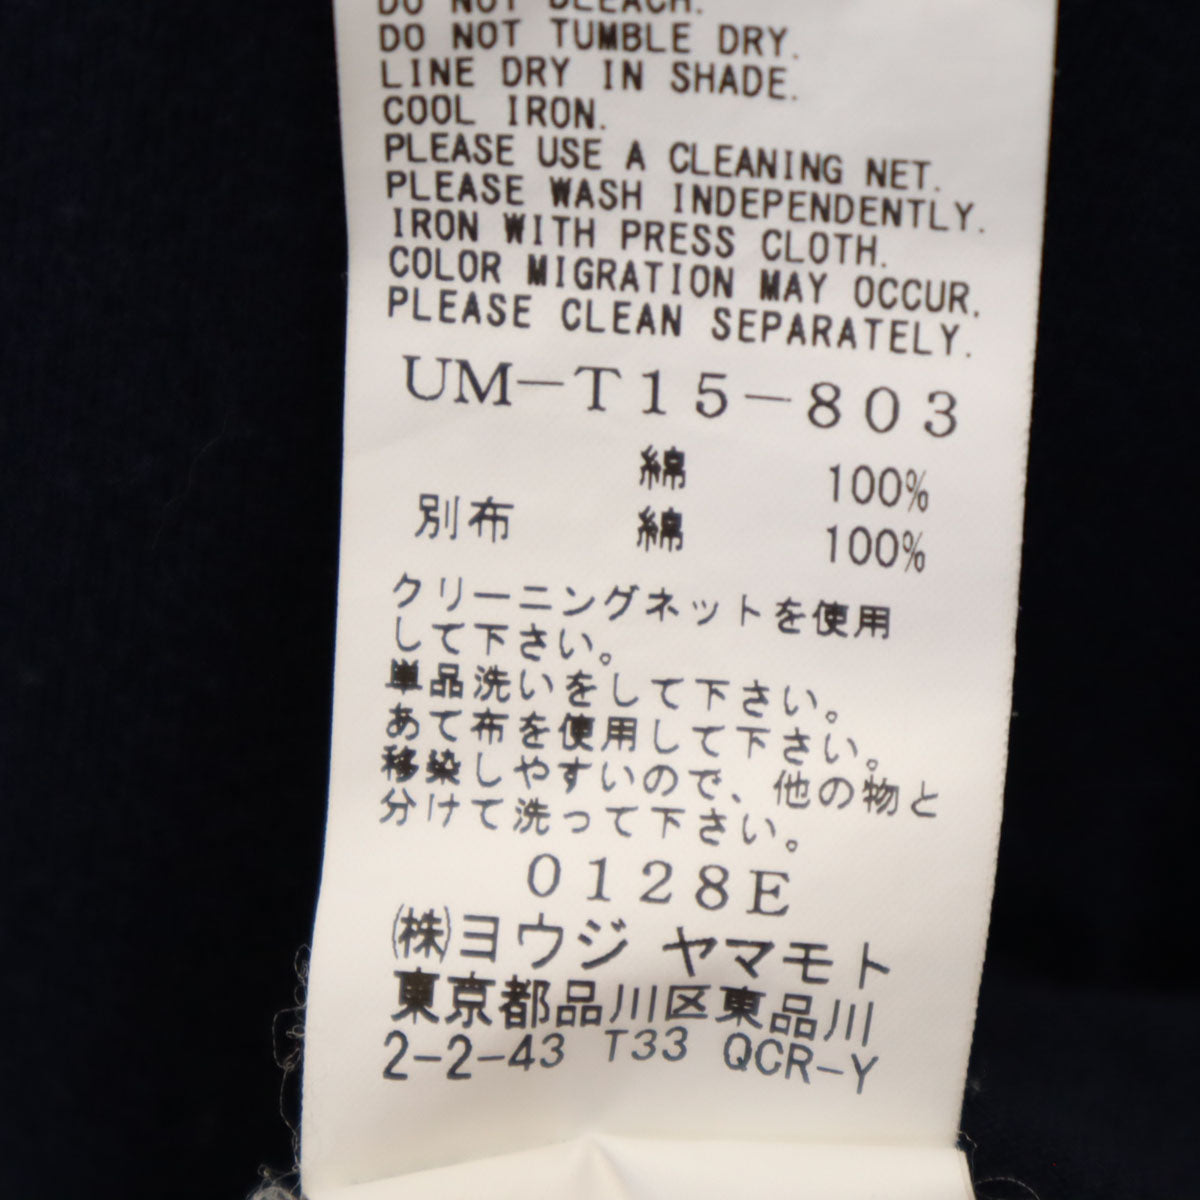 DO NOT BLEACH.
DO NOT TUMBLE DRY.
LINE DRY IN SHADE.
COOL IRON.
PLEASE USE A CLEANING NET.
PLEASE WASH INDEPENDENTLY.
IRON WITH PRESS CLOTH.
COLOR MIGRATION MAY OCCUR.
PLEASE CLEAN SEPARATELY.
UM-T15-803
綿 100%
別布 綿 100%
クリーニングネットを使用
して下さい。
単品洗いをして下さい。
あて布を使用して下さい。
移染しやすいので、他の物と
分けて洗って下さい。
0128E
㈱ヨウジ ヤマモト
東京都品川区東品川
2-2-43 T33 QCR-Y